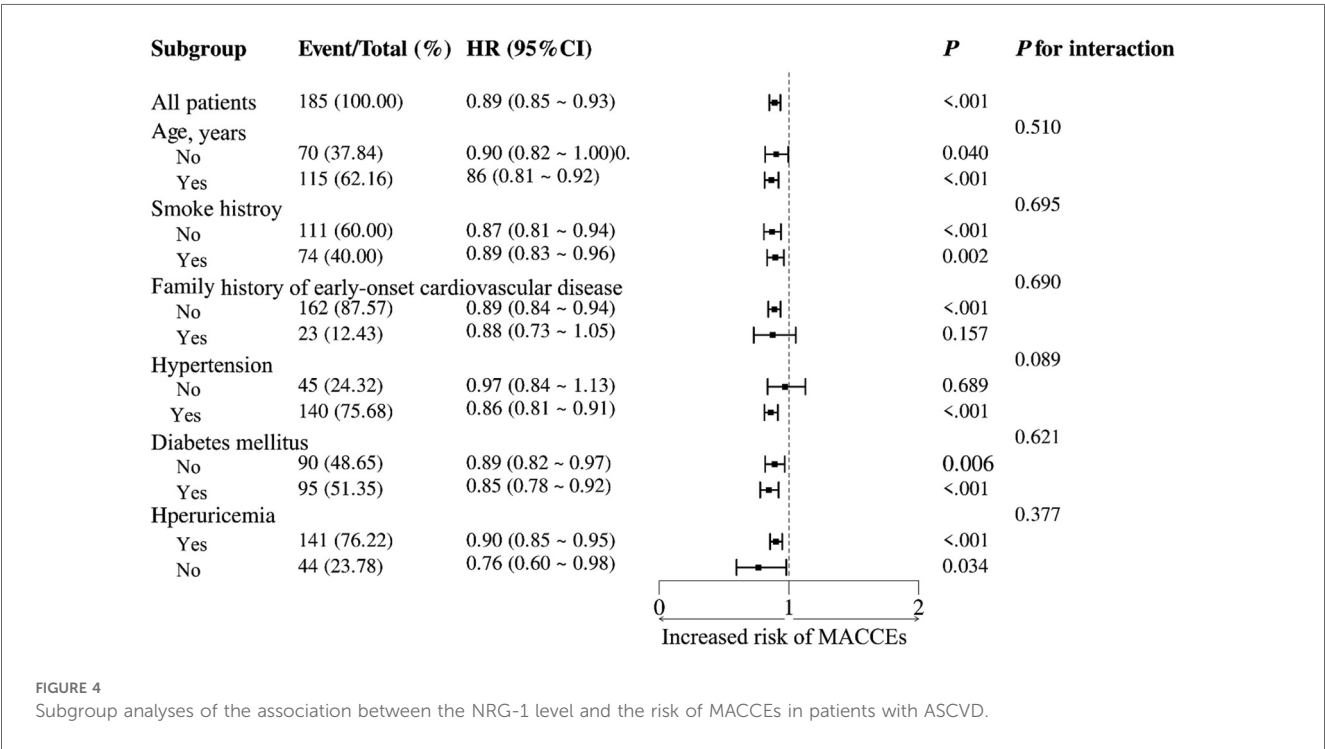 Subgroup Event/Total (%) HR (95%CI) P P for interaction
All patients 185 (100.00) 0.89 (0.85 ~ 0.93) <.001
Age, years 0.510
No 70 (37.84) 0.90 (0.82 ~ 1.00)0. 0.040
Yes 115 (62.16) 86 (0.81 ~ 0.92) <.001
Smoke histroy 0.695
No 111 (60.00) 0.87 (0.81 ~ 0.94) <.001
Yes 74 (40.00) 0.89 (0.83 ~ 0.96) 0.002
Family history of early-onset cardiovascular disease 0.690
No 162 (87.57) 0.89 (0.84 ~ 0.94) <.001
Yes 23 (12.43) 0.88 (0.73 ~ 1.05) 0.157
Hypertension 0.089
No 45 (24.32) 0.97 (0.84 ~ 1.13) 0.689
Yes 140 (75.68) 0.86 (0.81 ~ 0.91) <.001
Diabetes mellitus 0.621
No 90 (48.65) 0.89 (0.82 ~ 0.97) 0.006
Yes 95 (51.35) 0.85 (0.78 ~ 0.92) <.001
Hperuricemia 0.377
Yes 141 (76.22) 0.90 (0.85 ~ 0.95) <.001
No 44 (23.78) 0.76 (0.60 ~ 0.98) 0.034
0 1 2
Increased risk of MACCEs
FIGURE 4
Subgroup analyses of the association between the NRG-1 level and the risk of MACCEs in patients with ASCVD.